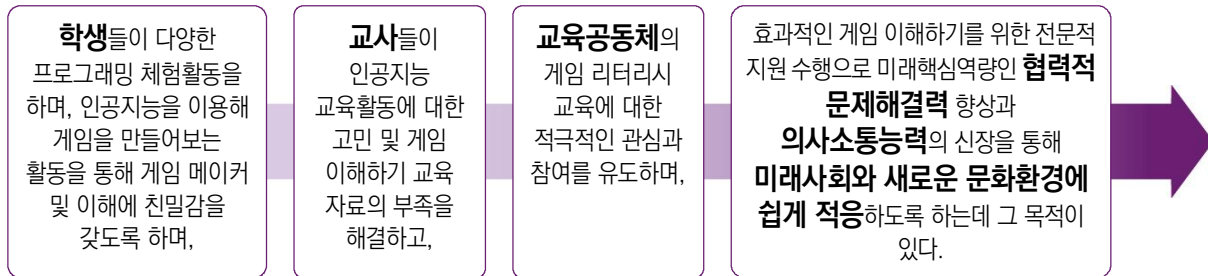 학생들이 다양한
프로그래밍 체험활동을
하며, 인공지능을 이용해
게임을 만들어보는
활동을 통해 게임 메이커
및 이해에 친밀감을
갖도록 하며,
교사들이
인공지능
교육활동에 대한
고민 및 게임
이해하기 교육
자료의 부족을
해결하고,
교육공동체의
게임 리터리시
교육에 대한
적극적인 관심과
참여를 유도하며,
효과적인 게임 이해하기를 위한 전문적
지원 수행으로 미래핵심역량인 협력적
문제해결력 향상과
의사소통능력의 신장을 통해
미래사회와 새로운 문화환경에
쉽게 적응하도록 하는데 그 목적이
있다.